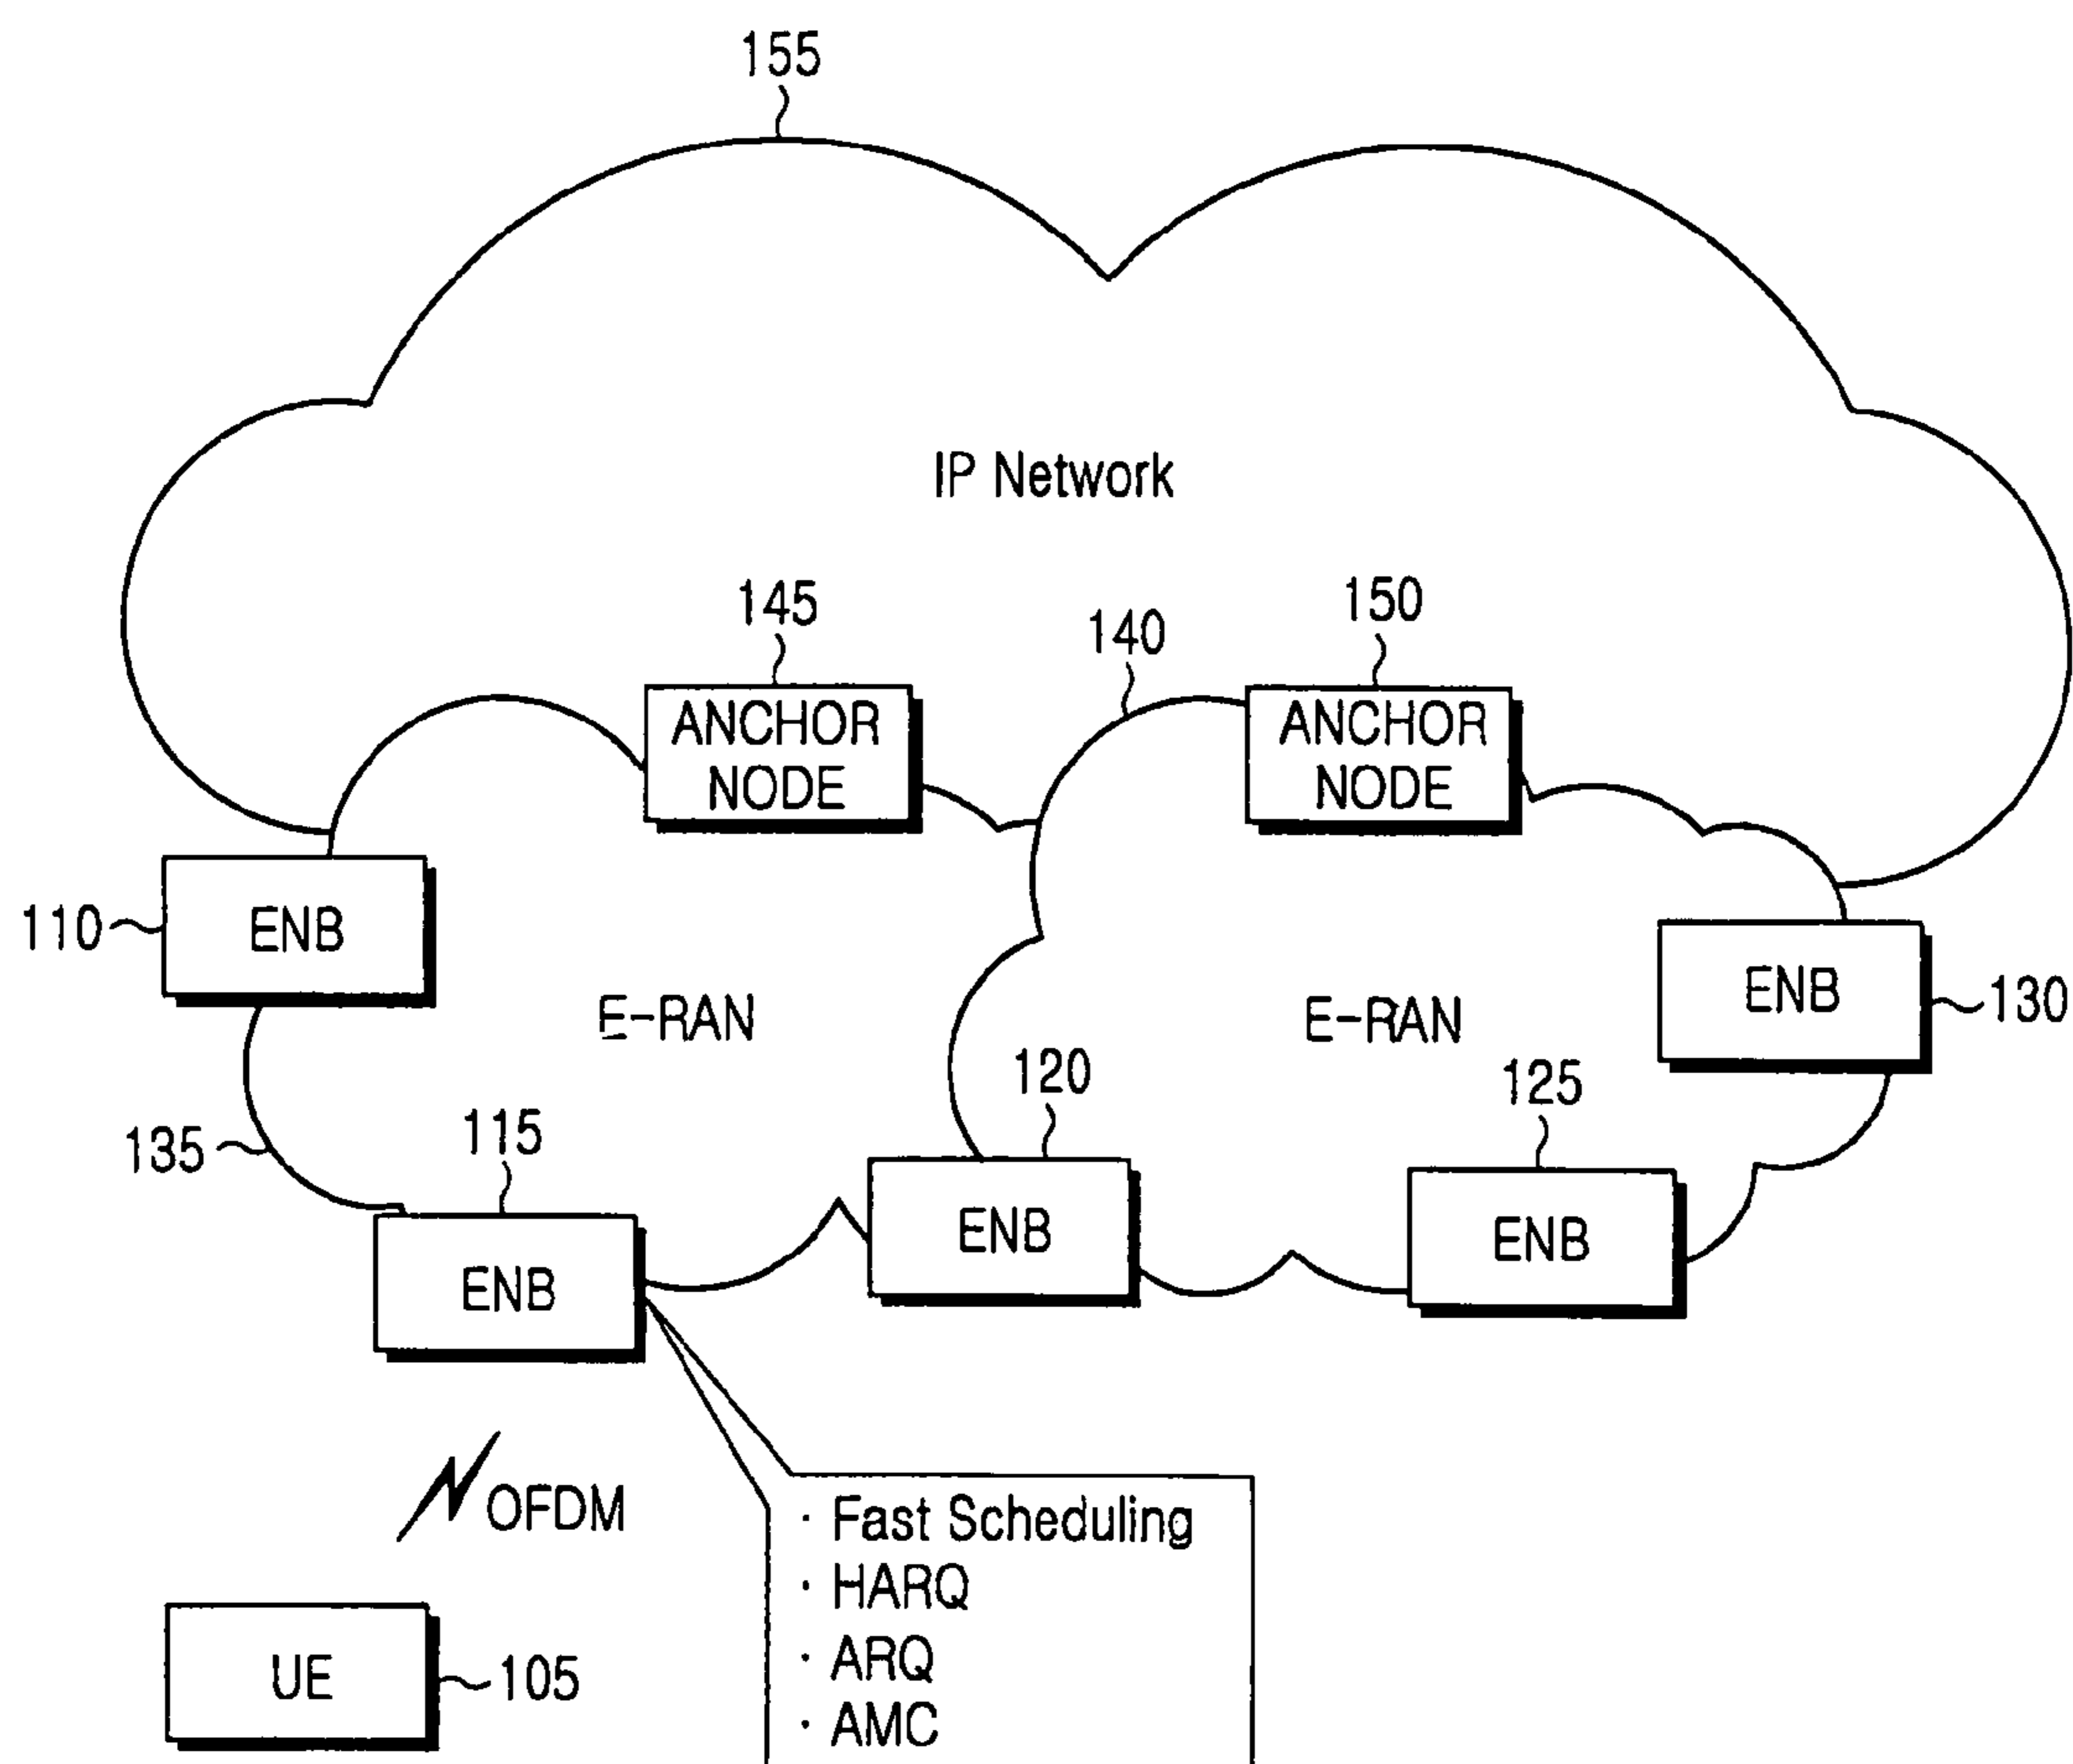 155
IP Network
145
140
150
ANCHOR
NODE
ANCHOR
NODE
110
ENB
E-RAN
E-RAN
ENB
130
120
125
135
115
ENB
ENB
ENB
OFDM
· Fast Scheduling
· HARQ
· ARQ
· AMC
UE
105